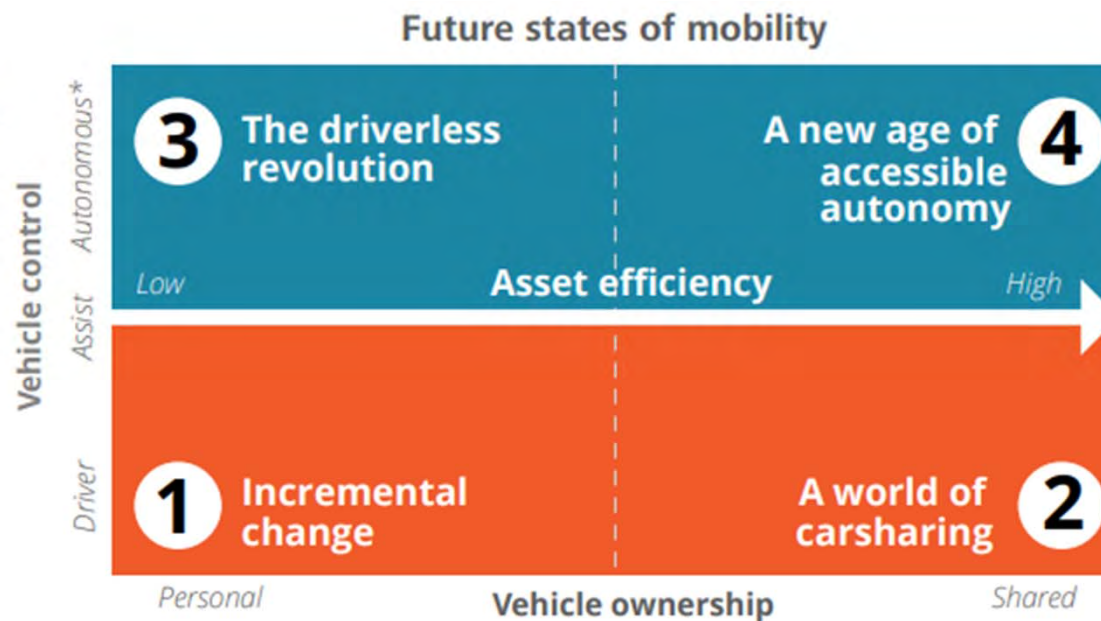 Future states of mobility
Vehicle control
Autonomous*
Assist
Driver
3
The driverless
revolution
A new age of
accessible
autonomy
4
Low
Asset efficiency
High
1
Incremental
change
A world of
carsharing
2
Personal
Vehicle ownership
Shared